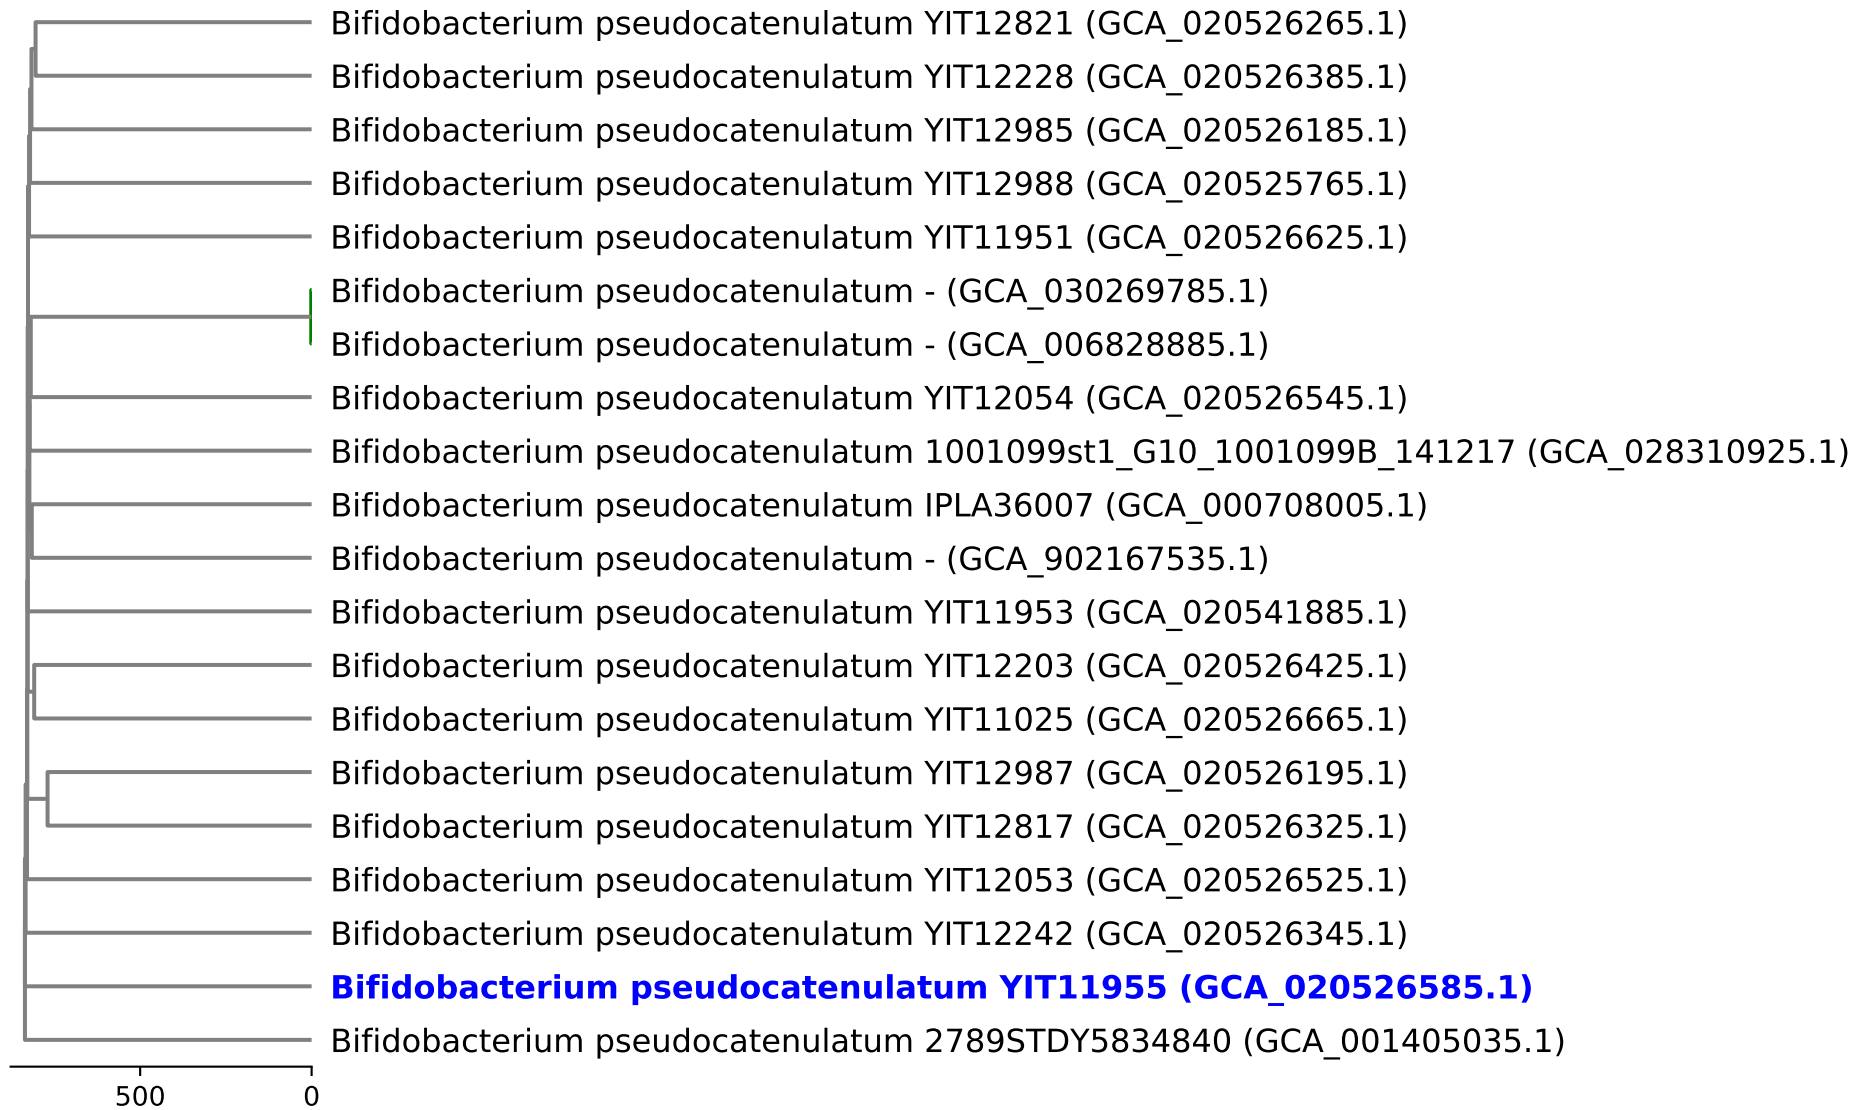 Bifidobacterium pseudocatenulatum YIT12821 (GCA_020526265.1)
Bifidobacterium pseudocatenulatum YIT12228 (GCA_020526385.1)
Bifidobacterium pseudocatenulatum YIT12985 (GCA_020526185.1)
Bifidobacterium pseudocatenulatum YIT12988 (GCA_020525765.1)
Bifidobacterium pseudocatenulatum YIT11951 (GCA_020526625.1)
Bifidobacterium pseudocatenulatum - (GCA_030269785.1)
Bifidobacterium pseudocatenulatum - (GCA_006828885.1)
Bifidobacterium pseudocatenulatum YIT12054 (GCA_020526545.1)
Bifidobacterium pseudocatenulatum 1001099st1_G10_1001099B_141217 (GCA_028310925.1)
Bifidobacterium pseudocatenulatum IPLA36007 (GCA_000708005.1)
Bifidobacterium pseudocatenulatum - (GCA_902167535.1)
Bifidobacterium pseudocatenulatum YIT11953 (GCA_020541885.1)
Bifidobacterium pseudocatenulatum YIT12203 (GCA_020526425.1)
Bifidobacterium pseudocatenulatum YIT11025 (GCA_020526665.1)
Bifidobacterium pseudocatenulatum YIT12987 (GCA_020526195.1)
Bifidobacterium pseudocatenulatum YIT12817 (GCA_020526325.1)
Bifidobacterium pseudocatenulatum YIT12053 (GCA_020526525.1)
Bifidobacterium pseudocatenulatum YIT12242 (GCA_020526345.1)
Bifidobacterium pseudocatenulatum YIT11955 (GCA_020526585.1)
Bifidobacterium pseudocatenulatum 2789STDY5834840 (GCA_001405035.1)
500 0